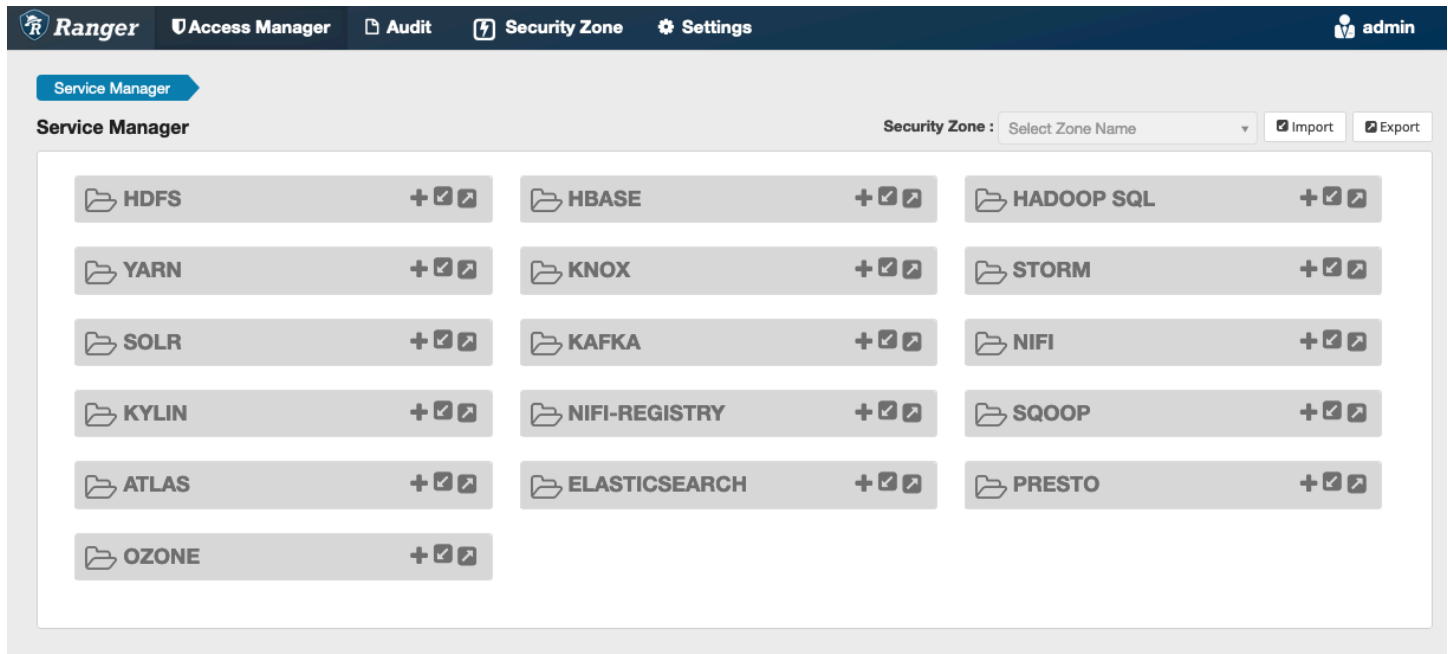 Ranger Access Manager Audit Security Zone Settings admin
Service Manager
Service Manager Security Zone : Select Zone Name Import Export
HDFS HBASE HADOOP SQL
YARN KNOX STORM
SOLR KAFKA NIFI
KYLIN NIFI-REGISTRY SQOOP
ATLAS ELASTICSEARCH PRESTO
OZONE